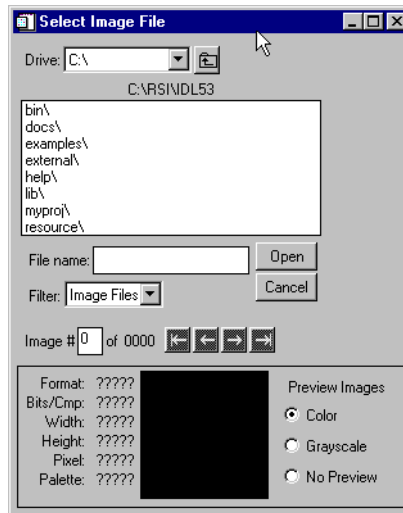 Select Image File
Drive: C:\
C:\RSI\IDL53
bin\
docs\
examples\
external\
help\
lib\
myproj\
resource\
File name:
Open
Filter: Image Files
Cancel
Image # 0 of 0000
Format: ?????
Bits/Cmp: ?????
Width: ?????
Height: ?????
Pixel: ?????
Palette: ?????
Preview Images
Color
Grayscale
No Preview